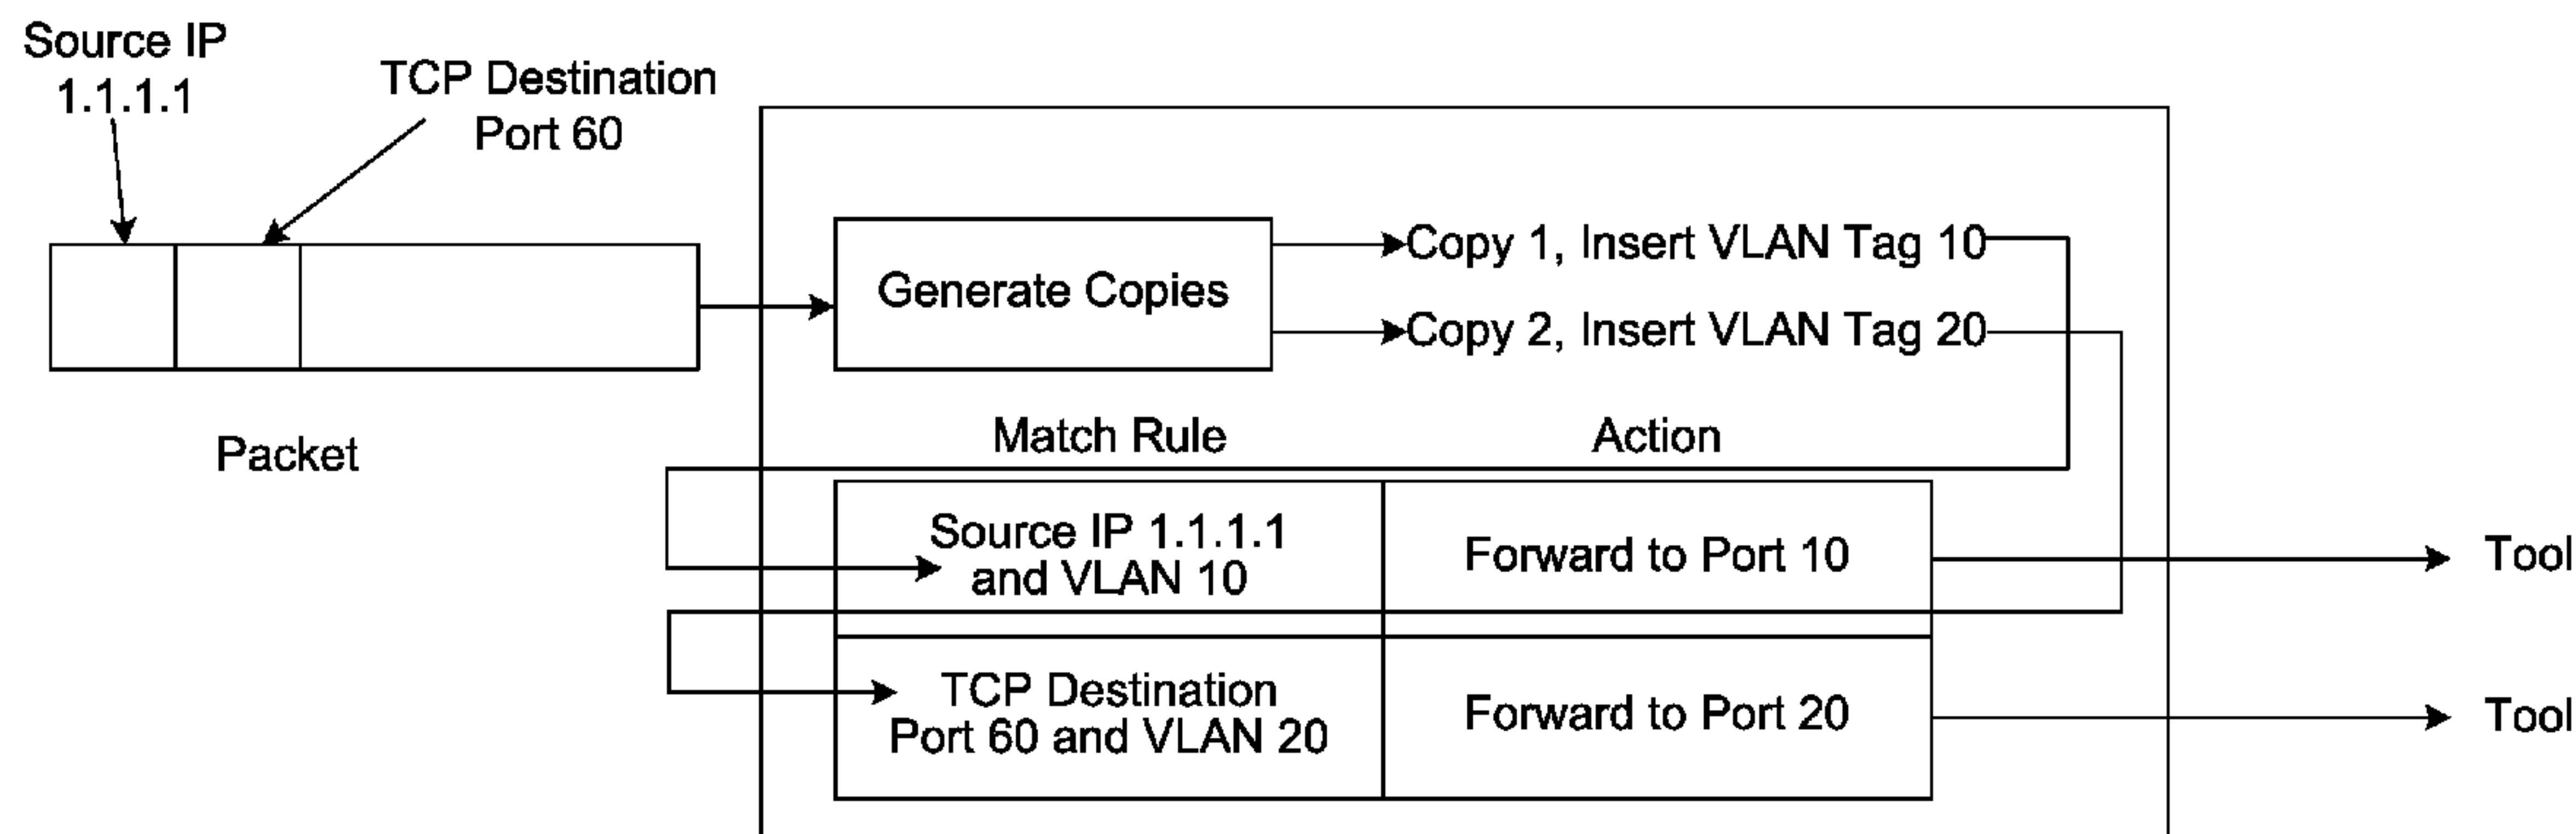 Source IP
1.1.1.1
TCP Destination
Port 60
Packet
Generate Copies
Copy 1, Insert VLAN Tag 10
Copy 2, Insert VLAN Tag 20
Match Rule
Action
Source IP 1.1.1.1
and VLAN 10
Forward to Port 10
Tool
TCP Destination
Port 60 and VLAN 20
Forward to Port 20
Tool